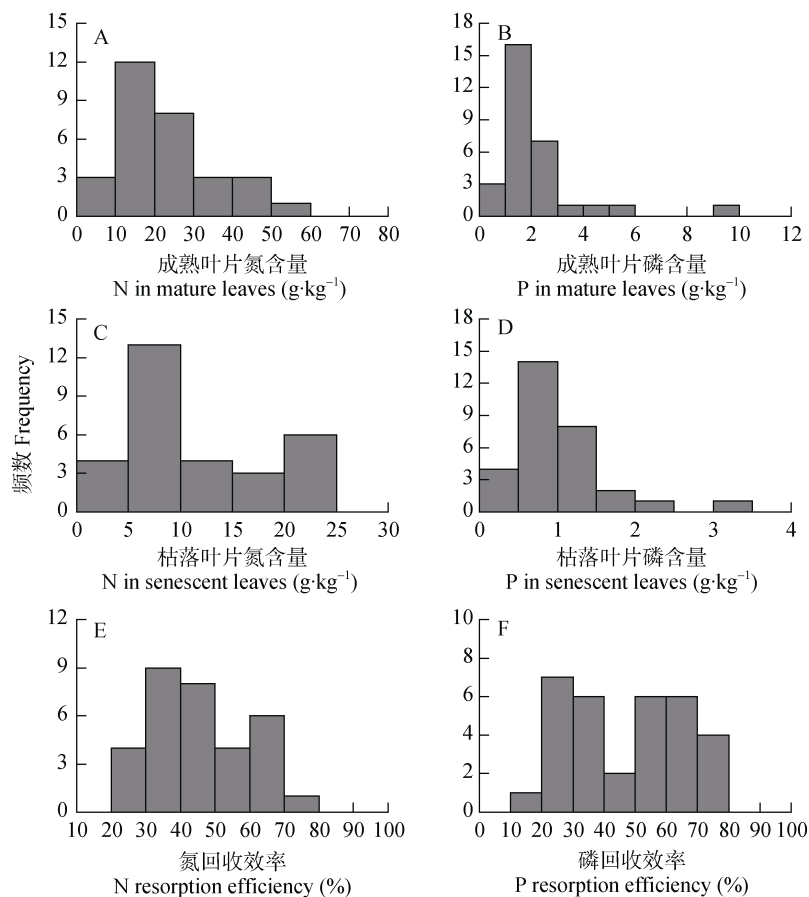 A
15
12
9
6
3
0
0 10 20 30 40 50 60 70 80
成熟叶片氮含量
N in mature leaves (g·kg⁻¹)
B
18
15
12
9
6
3
0
0 2 4 6 8 10 12
成熟叶片磷含量
P in mature leaves (g·kg⁻¹)
频数 Frequency
C
15
12
9
6
3
0
0 5 10 15 20 25 30
枯落叶片氮含量
N in senescent leaves (g·kg⁻¹)
D
18
15
12
9
6
3
0
0 1 2 3 4
枯落叶片磷含量
P in senescent leaves (g·kg⁻¹)
E
12
9
6
3
0
10 20 30 40 50 60 70 80 90 100
氮回收效率
N resorption efficiency (%)
F
10
8
6
4
2
0
0 10 20 30 40 50 60 70 80 90 100
磷回收效率
P resorption efficiency (%)